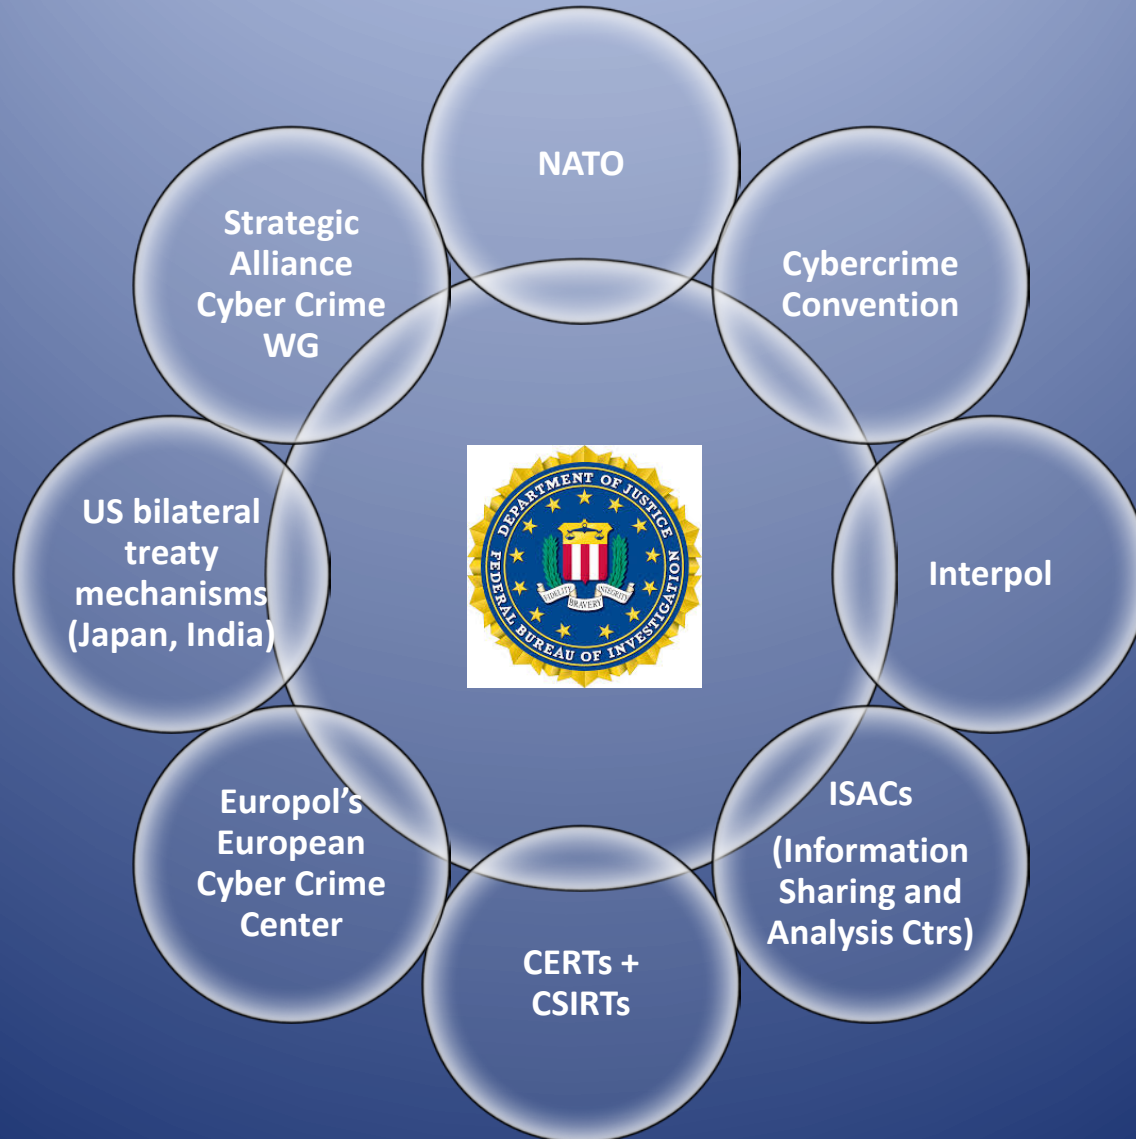 NATO
Cybercrime
Convention
Interpol
ISACs
(Information
Sharing and
Analysis Ctrs)
CERTs +
CSIRTs
Europol's
European
Cyber Crime
Center
US bilateral
treaty
mechanisms
(Japan, India)
Strategic
Alliance
Cyber Crime
WG
DEPARTMENT OF JUSTICE
FEDERAL BUREAU OF INVESTIGATION
FIDELITY
BRAVERY
INTEGRITY